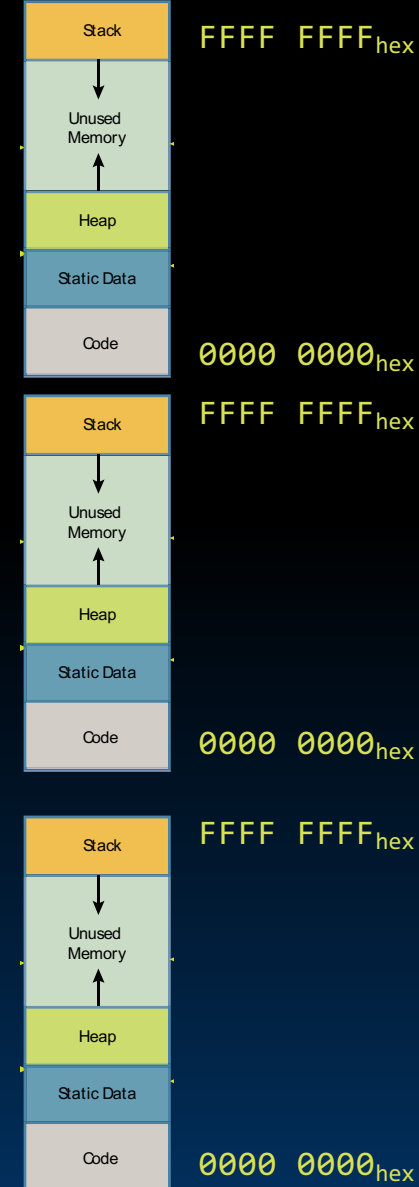 Stack FFFF FFFFhex
Unused
Memory
Heap
Static Data
Code 0000 0000hex
Stack FFFF FFFFhex
Unused
Memory
Heap
Static Data
Code 0000 0000hex
Stack FFFF FFFFhex
Unused
Memory
Heap
Static Data
Code 0000 0000hex